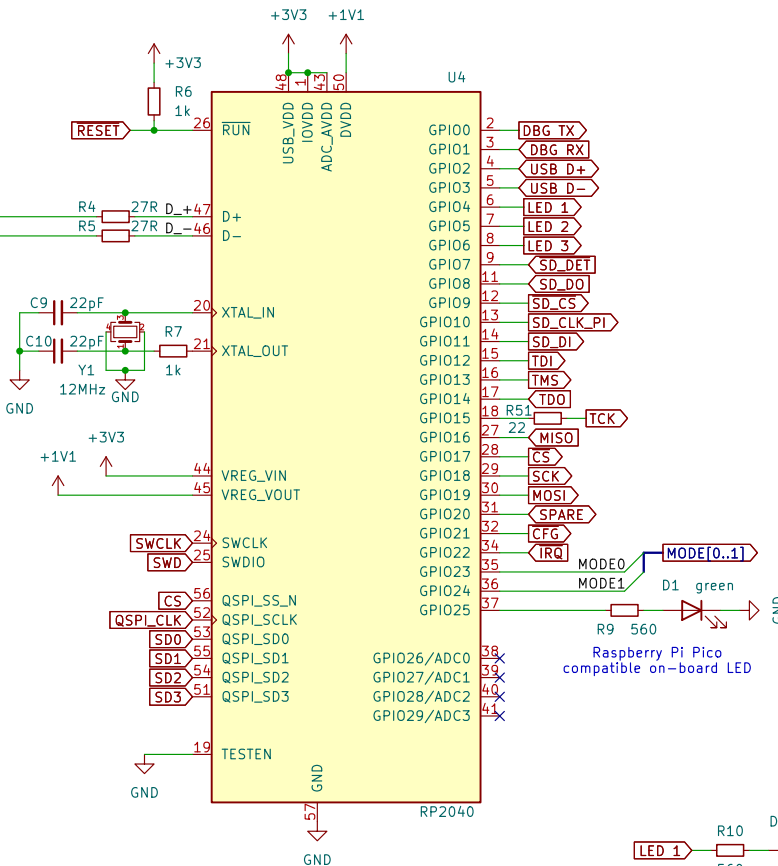 +3V3 +1V1
+3V3
R6
1k
RESET
26 RUN
48 1 43 50
USB_VDD IOVDD ADC_AVDD DVDD
U4
GPIO0 2 DBG TX
GPIO1 3 DBG RX
GPIO2 4 USB D+
GPIO3 5 USB D-
GPIO4 6 LED 1
GPIO5 7 LED 2
GPIO6 8 LED 3
GPIO7 9 SD_DET
GPIO8 11 SD_DO
GPIO9 12 SD_CS
GPIO10 13 SD_CLK_PI
GPIO11 14 SD_DI
GPIO12 15 TDI
GPIO13 16 TMS
GPIO14 17 TDO
GPIO15 18 R51 TCK
22
GPIO16 27 MISO
GPIO17 28 CS
GPIO18 29 SCK
GPIO19 30 MOSI
GPIO20 31 SPARE
GPIO21 32 CFG
GPIO22 34 IRQ
GPIO23 35 MODE0 MODE[0..1]
GPIO24 36 MODE1
GPIO25 37
R9 560
D1 green
GND
Raspberry Pi Pico
compatible on-board LED
GPIO26/ADC0 38
GPIO27/ADC1 39
GPIO28/ADC2 40
GPIO29/ADC3 41
R4 27R D_+ 47 D+
R5 27R D_- 46 D-
C9 22pF 20 XTAL_IN
3
4 2
1
C10 22pF R7 21 XTAL_OUT
1k
Y1
12MHz
GND GND
+3V3
+1V1
44 VREG_VIN
45 VREG_VOUT
SWCLK 24 SWCLK
SWD 25 SWDIO
CS 56 QSPI_SS_N
QSPI_CLK 52 QSPI_SCLK
SD0 53 QSPI_SD0
SD1 55 QSPI_SD1
SD2 54 QSPI_SD2
SD3 51 QSPI_SD3
19 TESTEN
GND
GND
57
GND
RP2040
LED 1 R10
D